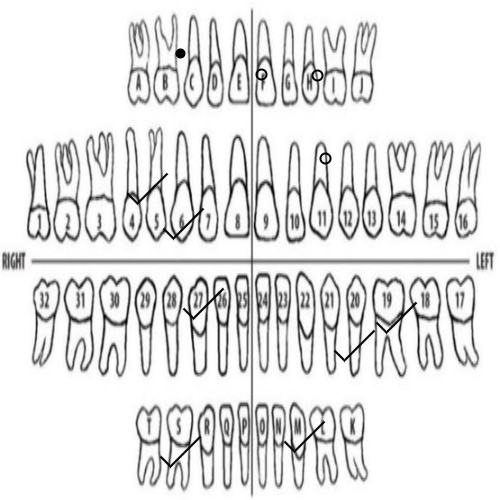 A B C D E F G H I J
1 2 3 4 5 6 7 8 9 10 11 12 13 14 15 16
RIGHT LEFT
32 31 30 29 28 27 26 25 24 23 22 21 20 19 18 17
T S R Q P O N M L K